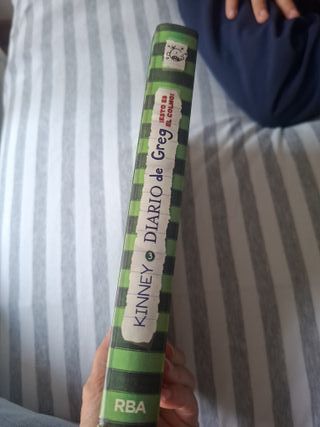 KINNEY 3 DIARIO de Greg
¡ESTO ES
EL COLMO!
RBA